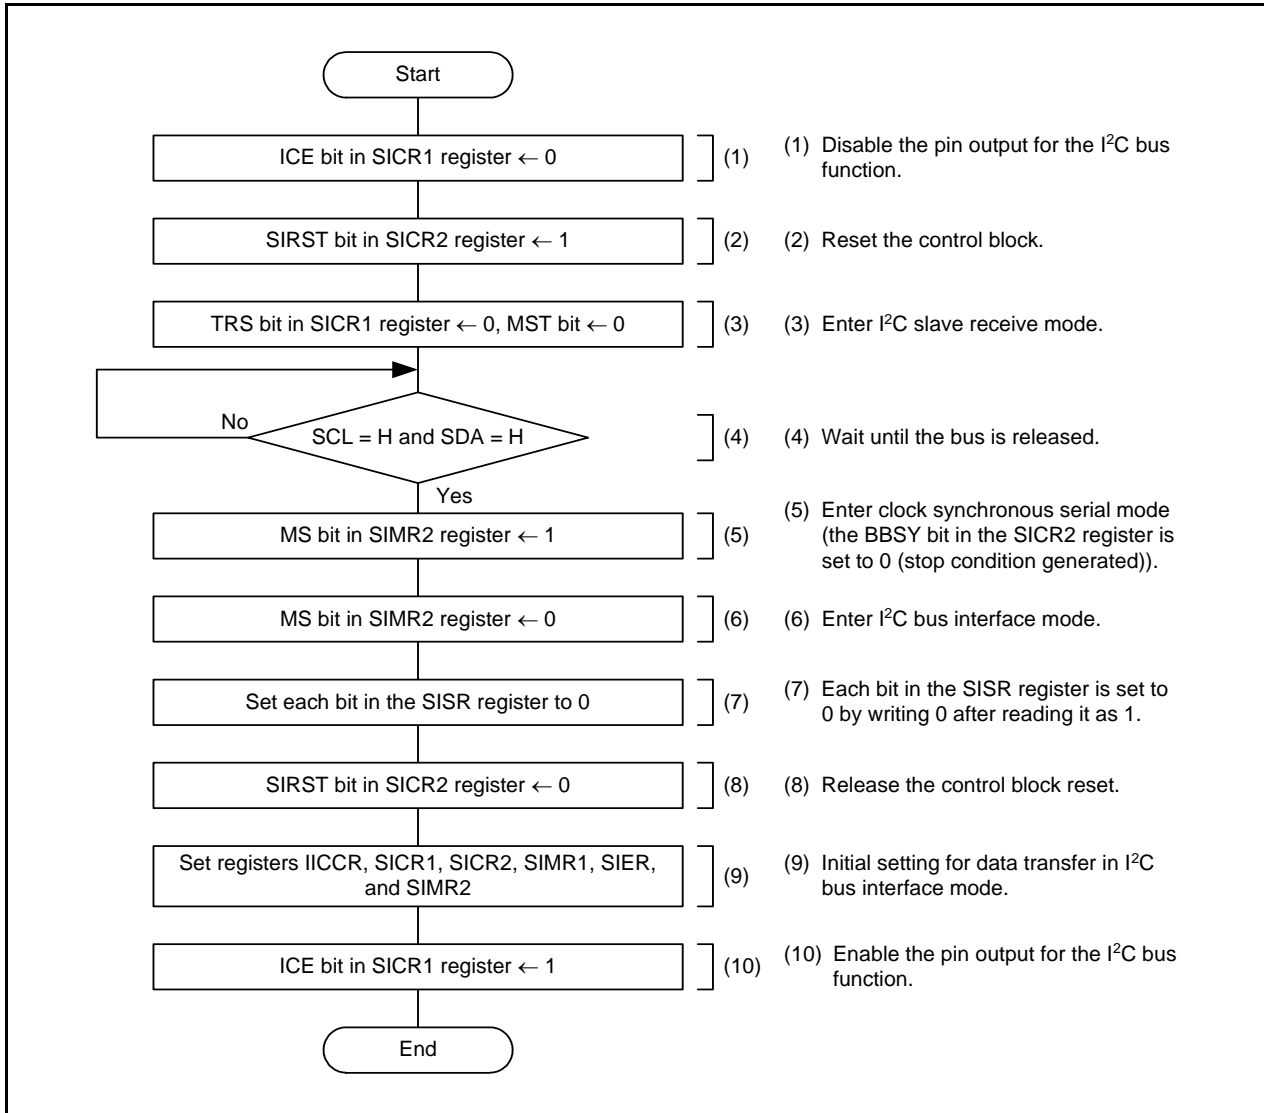 Start
ICE bit in SICR1 register ← 0
(1)
(1) Disable the pin output for the I²C bus
function.
SIRST bit in SICR2 register ← 1
(2)
(2) Reset the control block.
TRS bit in SICR1 register ← 0, MST bit ← 0
(3)
(3) Enter I²C slave receive mode.
No
SCL = H and SDA = H
(4)
(4) Wait until the bus is released.
Yes
MS bit in SIMR2 register ← 1
(5)
(5) Enter clock synchronous serial mode
(the BBSY bit in the SICR2 register is
set to 0 (stop condition generated)).
MS bit in SIMR2 register ← 0
(6)
(6) Enter I²C bus interface mode.
Set each bit in the SISR register to 0
(7)
(7) Each bit in the SISR register is set to
0 by writing 0 after reading it as 1.
SIRST bit in SICR2 register ← 0
(8)
(8) Release the control block reset.
Set registers IICCR, SICR1, SICR2, SIMR1, SIER,
and SIMR2
(9)
(9) Initial setting for data transfer in I²C
bus interface mode.
ICE bit in SICR1 register ← 1
(10)
(10) Enable the pin output for the I²C bus
function.
End